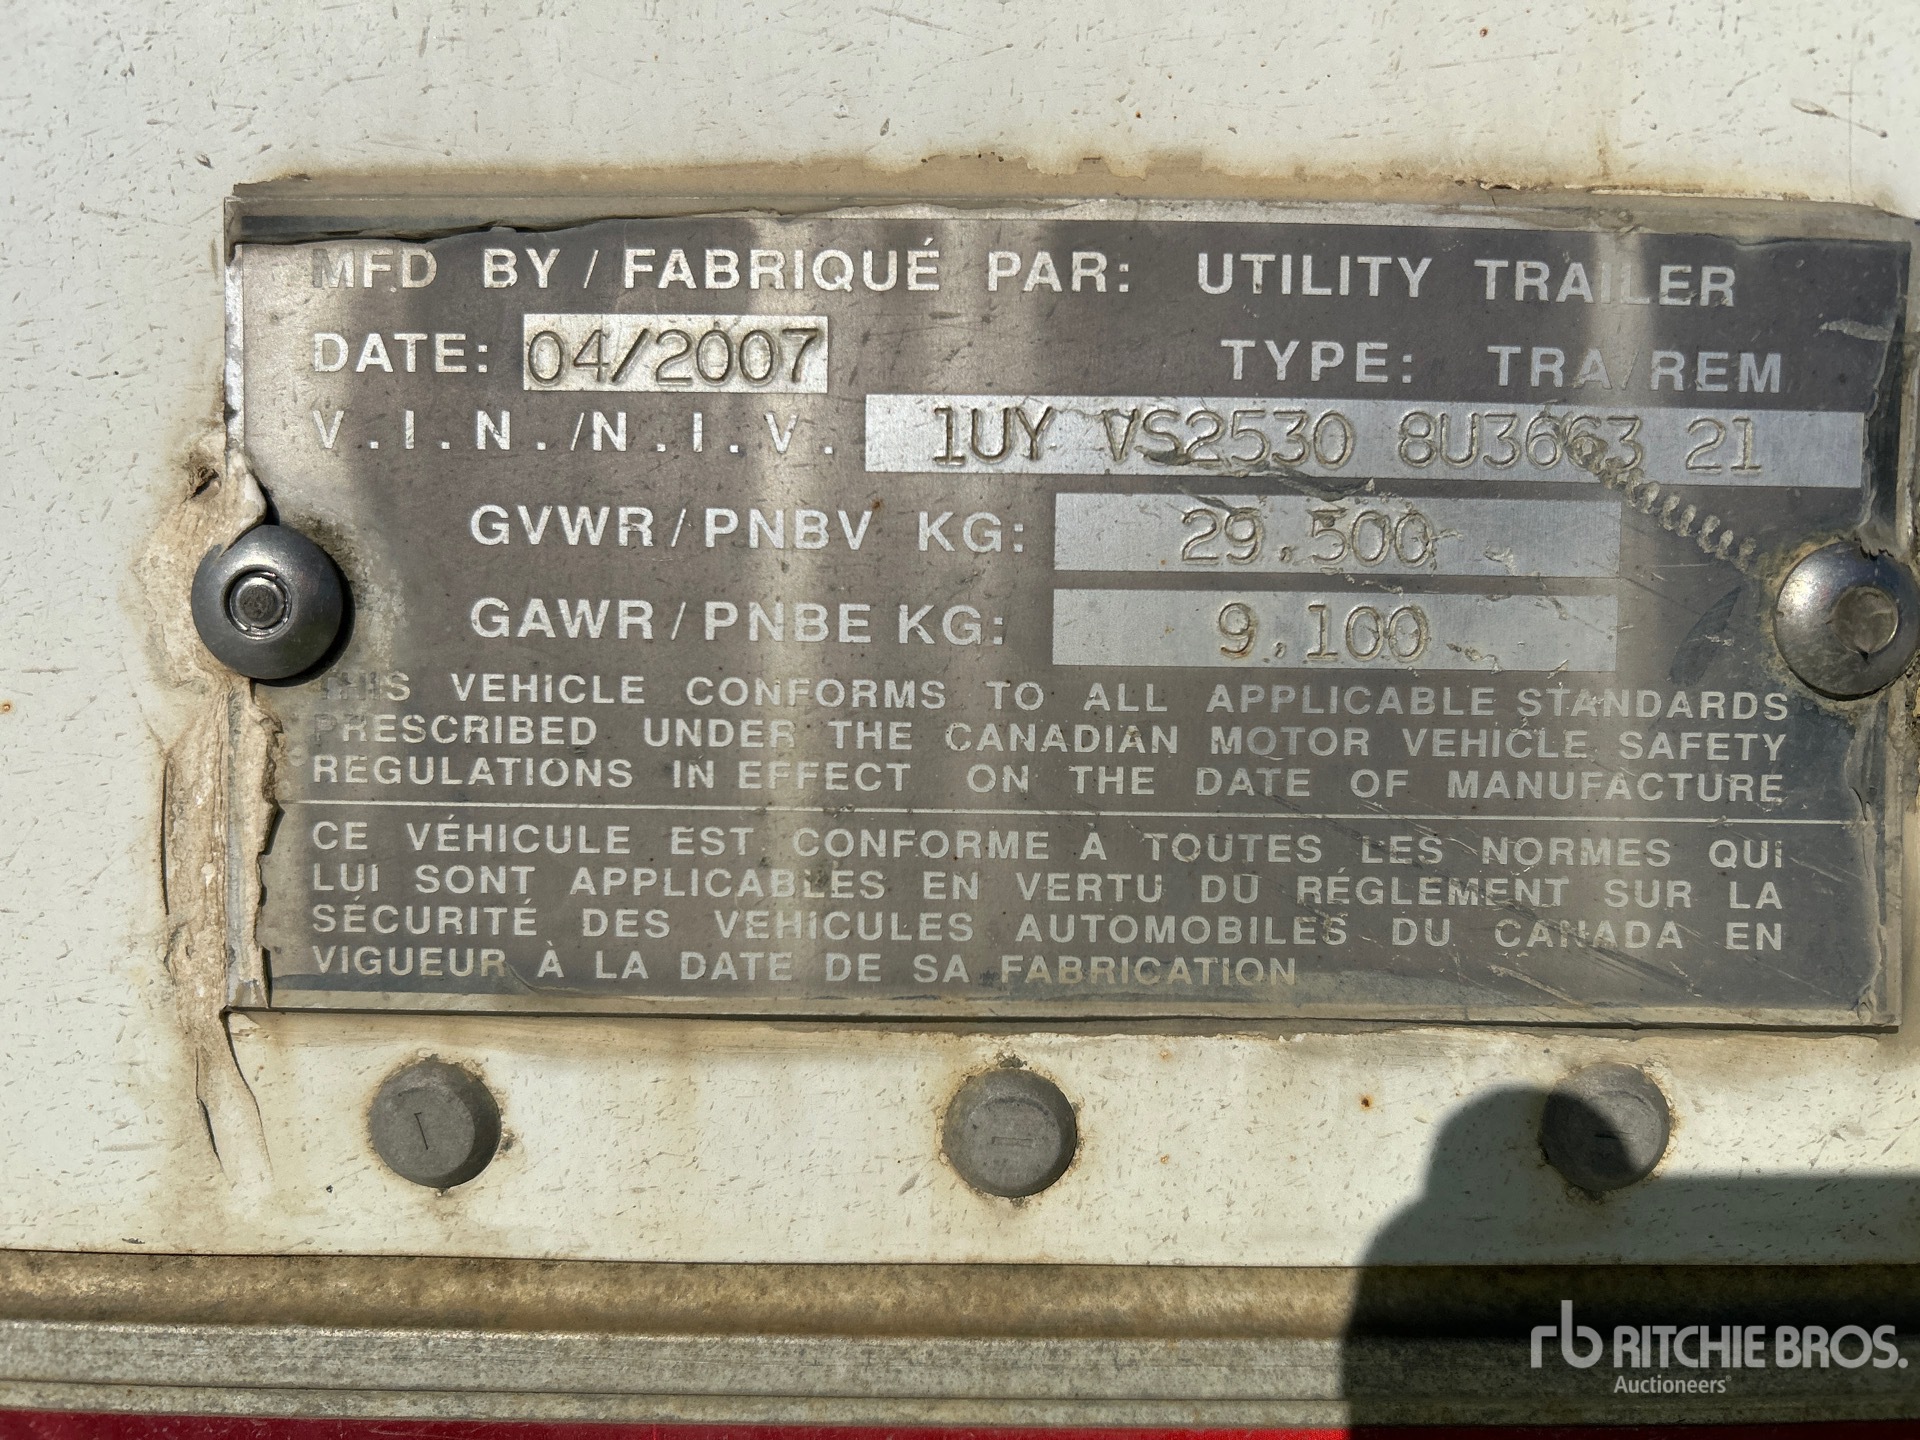 MFD BY / FABRIQUÉ PAR: UTILITY TRAILER
DATE: 04/2007 TYPE: TRA/REM
V.I.N./N.I.V. 1UY VS2530 8U3663 21
GVWR/PNBV KG: 29.500
GAWR/PNBE KG: 9.100
THIS VEHICLE CONFORMS TO ALL APPLICABLE STANDARDS
PRESCRIBED UNDER THE CANADIAN MOTOR VEHICLE SAFETY
REGULATIONS IN EFFECT ON THE DATE OF MANUFACTURE
CE VÉHICULE EST CONFORME À TOUTES LES NORMES QUI
LUI SONT APPLICABLES EN VERTU DU RÉGLEMENT SUR LA
SÉCURITÉ DES VEHICULES AUTOMOBILES DU CANADA EN
VIGUEUR À LA DATE DE SA FABRICATION
rb RITCHIE BROS.
Auctioneers